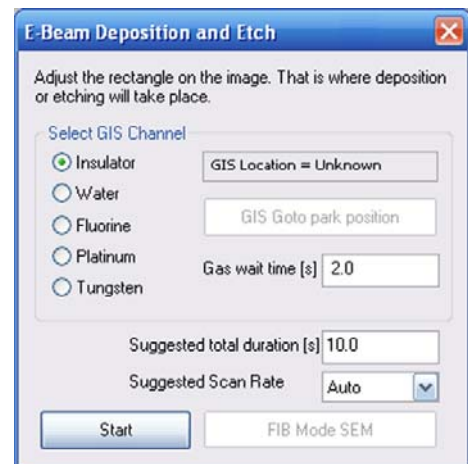 E-Beam Deposition and Etch
Adjust the rectangle on the image. That is where deposition
or etching will take place.
Select GIS Channel
Insulator
GIS Location = Unknown
Water
GIS Goto park position
Fluorine
Platinum
Gas wait time [s] 2.0
Tungsten
Suggested total duration [s] 10.0
Suggested Scan Rate Auto
Start
FIB Mode SEM